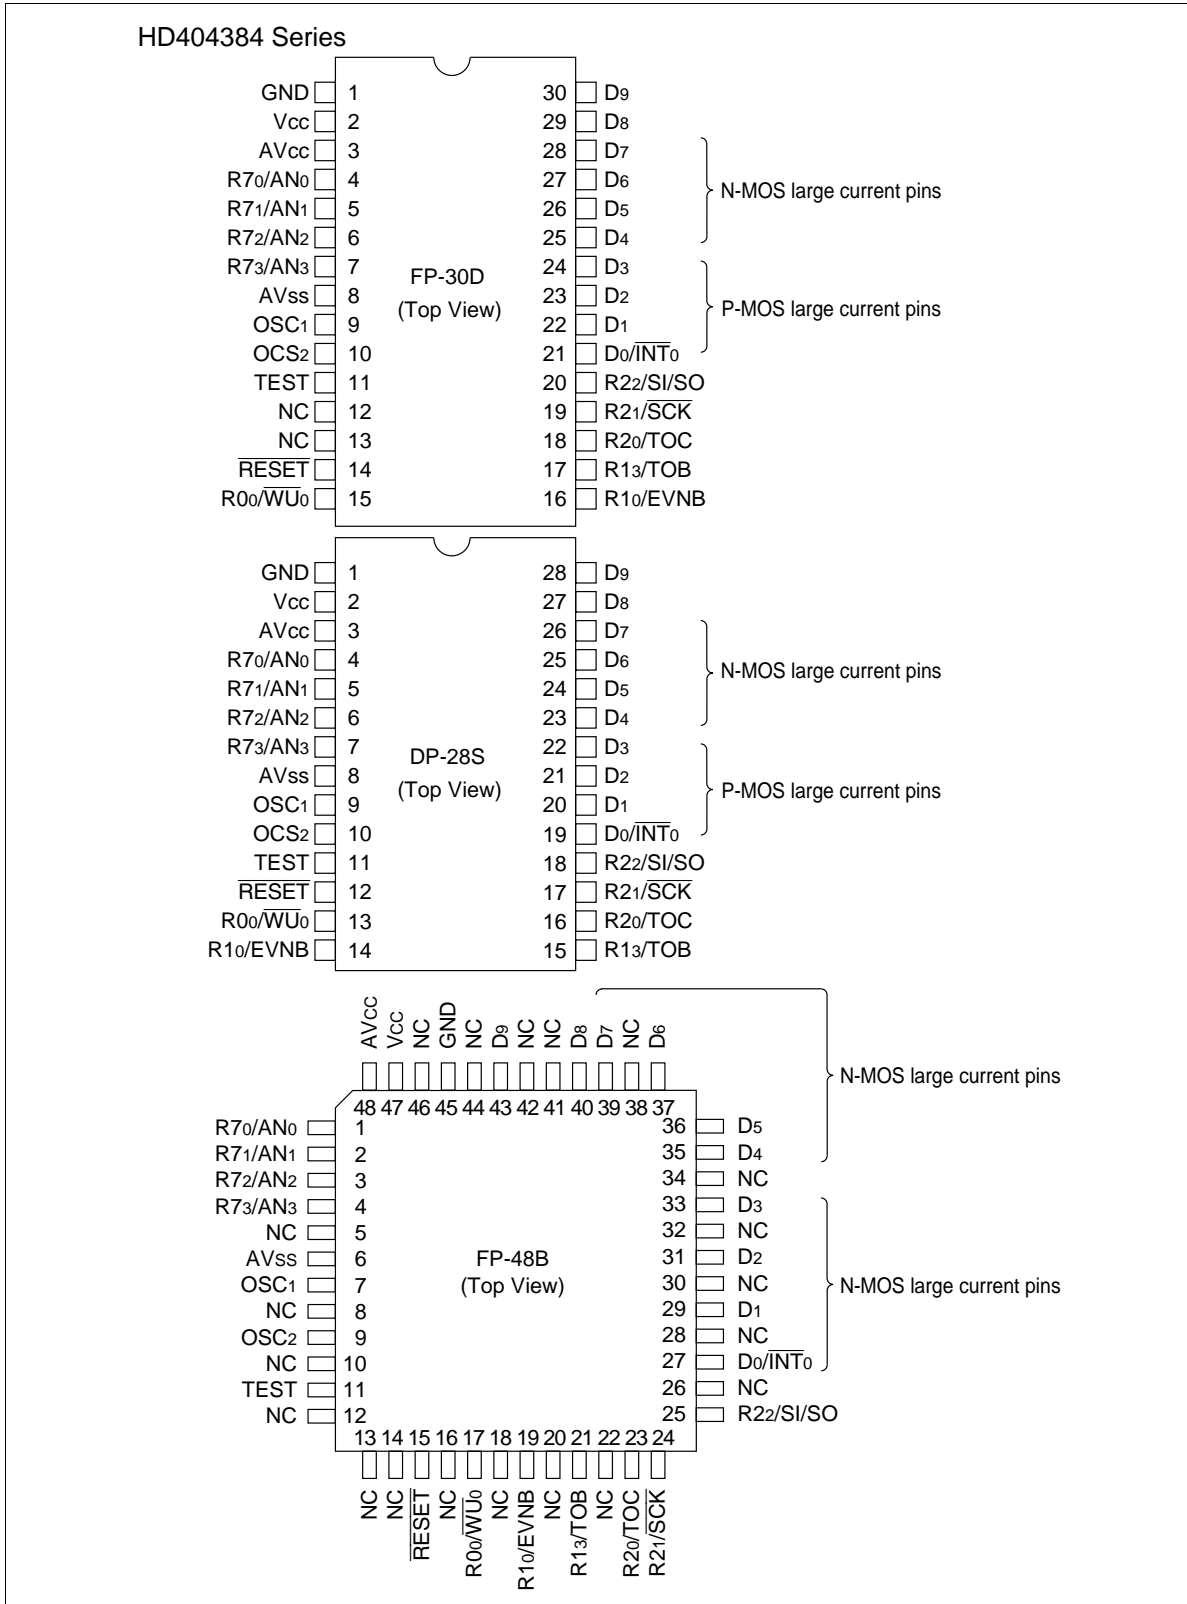 HD404384 Series
GND 1 30 D9
Vcc 2 29 D8
AVcc 3 28 D7
R70/AN0 4 27 D6
N-MOS large current pins
R71/AN1 5 26 D5
R72/AN2 6 25 D4
R73/AN3 7 24 D3
FP-30D
AVss 8 23 D2
(Top View)
P-MOS large current pins
OSC1 9 22 D1
OCS2 10 21 D0/INT0
TEST 11 20 R22/SI/SO
NC 12 19 R21/SCK
NC 13 18 R20/TOC
RESET 14 17 R13/TOB
R00/WU0 15 16 R10/EVNB
GND 1 28 D9
Vcc 2 27 D8
AVcc 3 26 D7
R70/AN0 4 25 D6
N-MOS large current pins
R71/AN1 5 24 D5
R72/AN2 6 23 D4
R73/AN3 7 22 D3
DP-28S
AVss 8 21 D2
(Top View)
P-MOS large current pins
OSC1 9 20 D1
OCS2 10 19 D0/INT0
TEST 11 18 R22/SI/SO
RESET 12 17 R21/SCK
R00/WU0 13 16 R20/TOC
R10/EVNB 14 15 R13/TOB
AVcc Vcc NC GND NC D9 NC NC D8 D7 NC D6
N-MOS large current pins
48 47 46 45 44 43 42 41 40 39 38 37
R70/AN0 1 36 D5
R71/AN1 2 35 D4
R72/AN2 3 34 NC
R73/AN3 4 33 D3
NC 5 32 NC
AVss 6 FP-48B 31 D2
OSC1 7 (Top View) 30 NC
N-MOS large current pins
NC 8 29 D1
OSC2 9 28 NC
NC 10 27 D0/INT0
TEST 11 26 NC
NC 12 25 R22/SI/SO
13 14 15 16 17 18 19 20 21 22 23 24
NC NC RESET NC R00/WU0 NC R10/EVNB NC R13/TOB NC R20/TOC R21/SCK